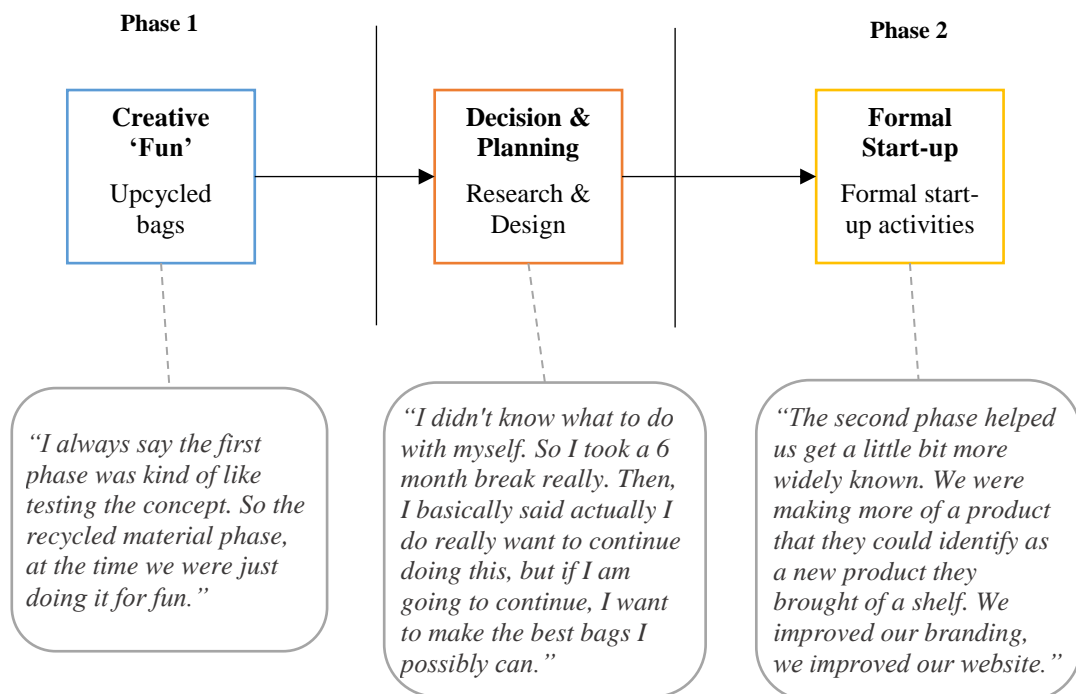 Phase 1
Phase 2
Creative
‘Fun’
Upcycled
bags
Decision &
Planning
Research &
Design
Formal
Start-up
Formal start-
up activities
“I always say the first
phase was kind of like
testing the concept. So the
recycled material phase,
at the time we were just
doing it for fun.”
“I didn't know what to do
with myself. So I took a 6
month break really. Then,
I basically said actually I
do really want to continue
doing this, but if I am
going to continue, I want
to make the best bags I
possibly can.”
“The second phase helped
us get a little bit more
widely known. We were
making more of a product
that they could identify as
a new product they
brought of a shelf. We
improved our branding,
we improved our website.”